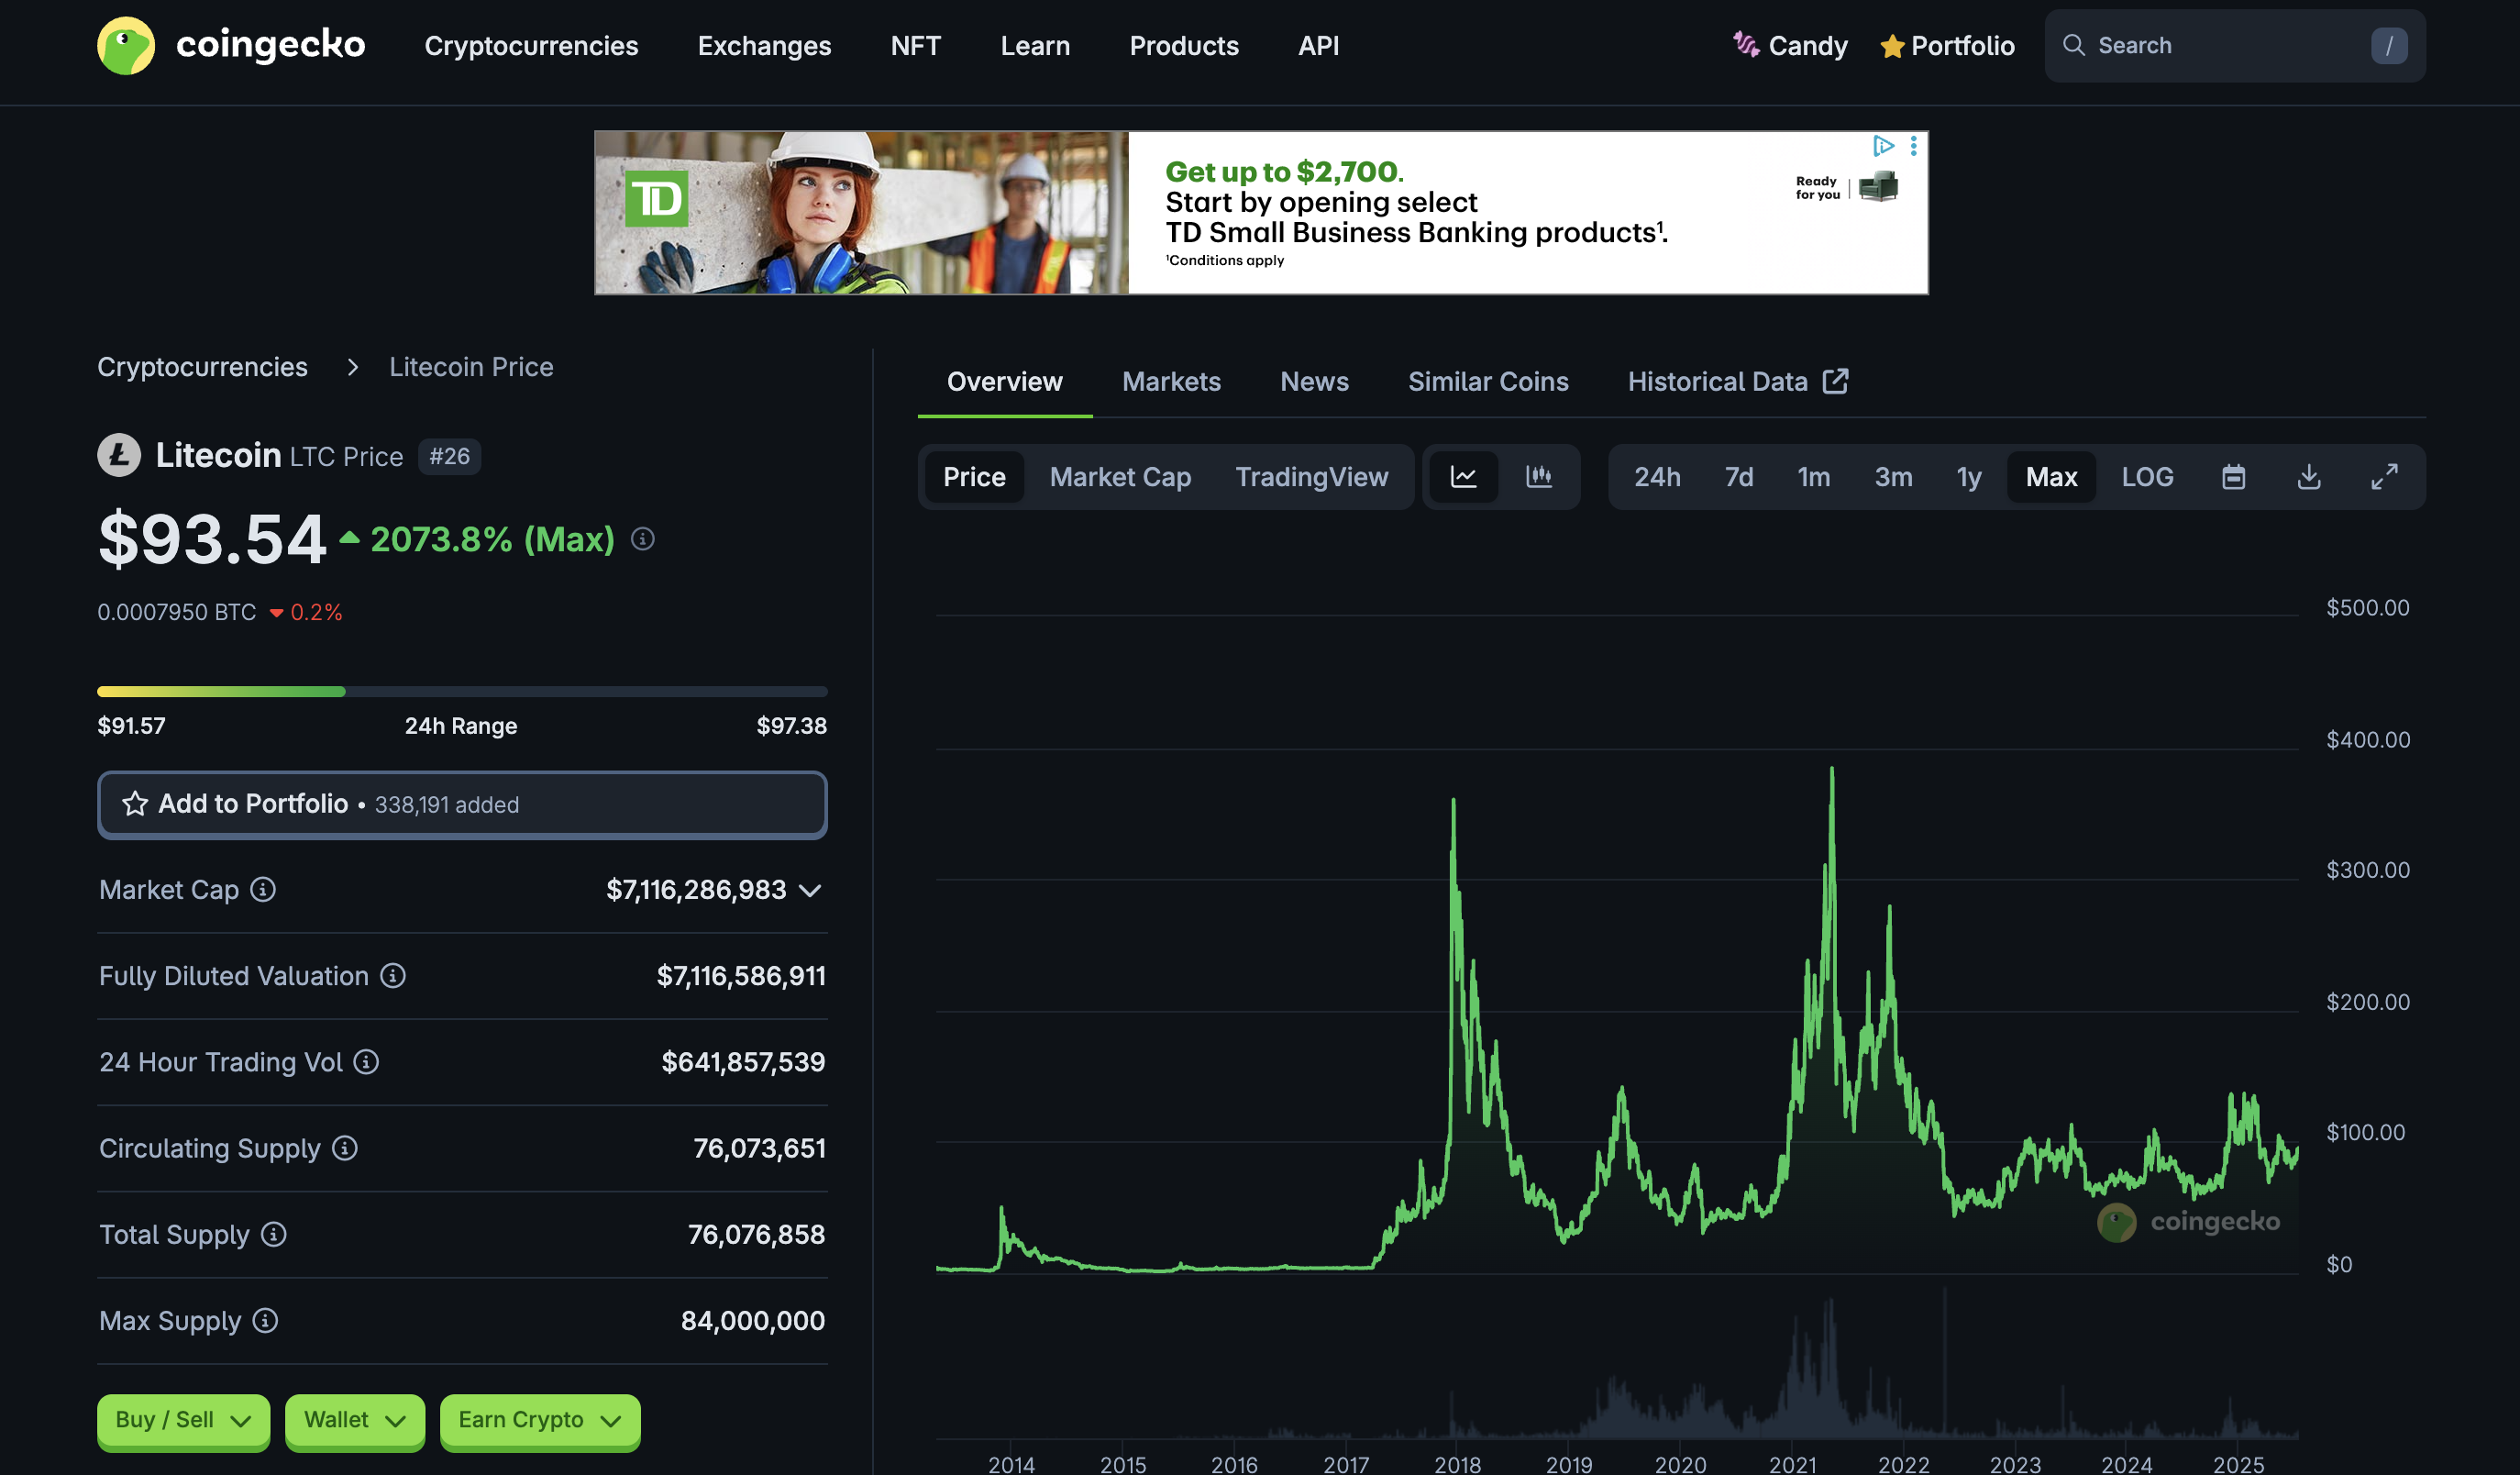 coingecko Cryptocurrencies Exchanges NFT Learn Products API Candy Portfolio Search /
TD
Get up to $2,700.
Start by opening select
TD Small Business Banking products¹.
¹Conditions apply
Ready
for you
Cryptocurrencies > Litecoin Price
Litecoin LTC Price #26
$93.54 2073.8% (Max)
0.0007950 BTC 0.2%
$91.57 24h Range $97.38
Add to Portfolio • 338,191 added
Market Cap $7,116,286,983
Fully Diluted Valuation $7,116,586,911
24 Hour Trading Vol $641,857,539
Circulating Supply 76,073,651
Total Supply 76,076,858
Max Supply 84,000,000
Buy / Sell Wallet Earn Crypto
Overview Markets News Similar Coins Historical Data
Price Market Cap TradingView 24h 7d 1m 3m 1y Max LOG
$500.00
$400.00
$300.00
$200.00
$100.00
coingecko
$0
2014 2015 2016 2017 2018 2019 2020 2021 2022 2023 2024 2025